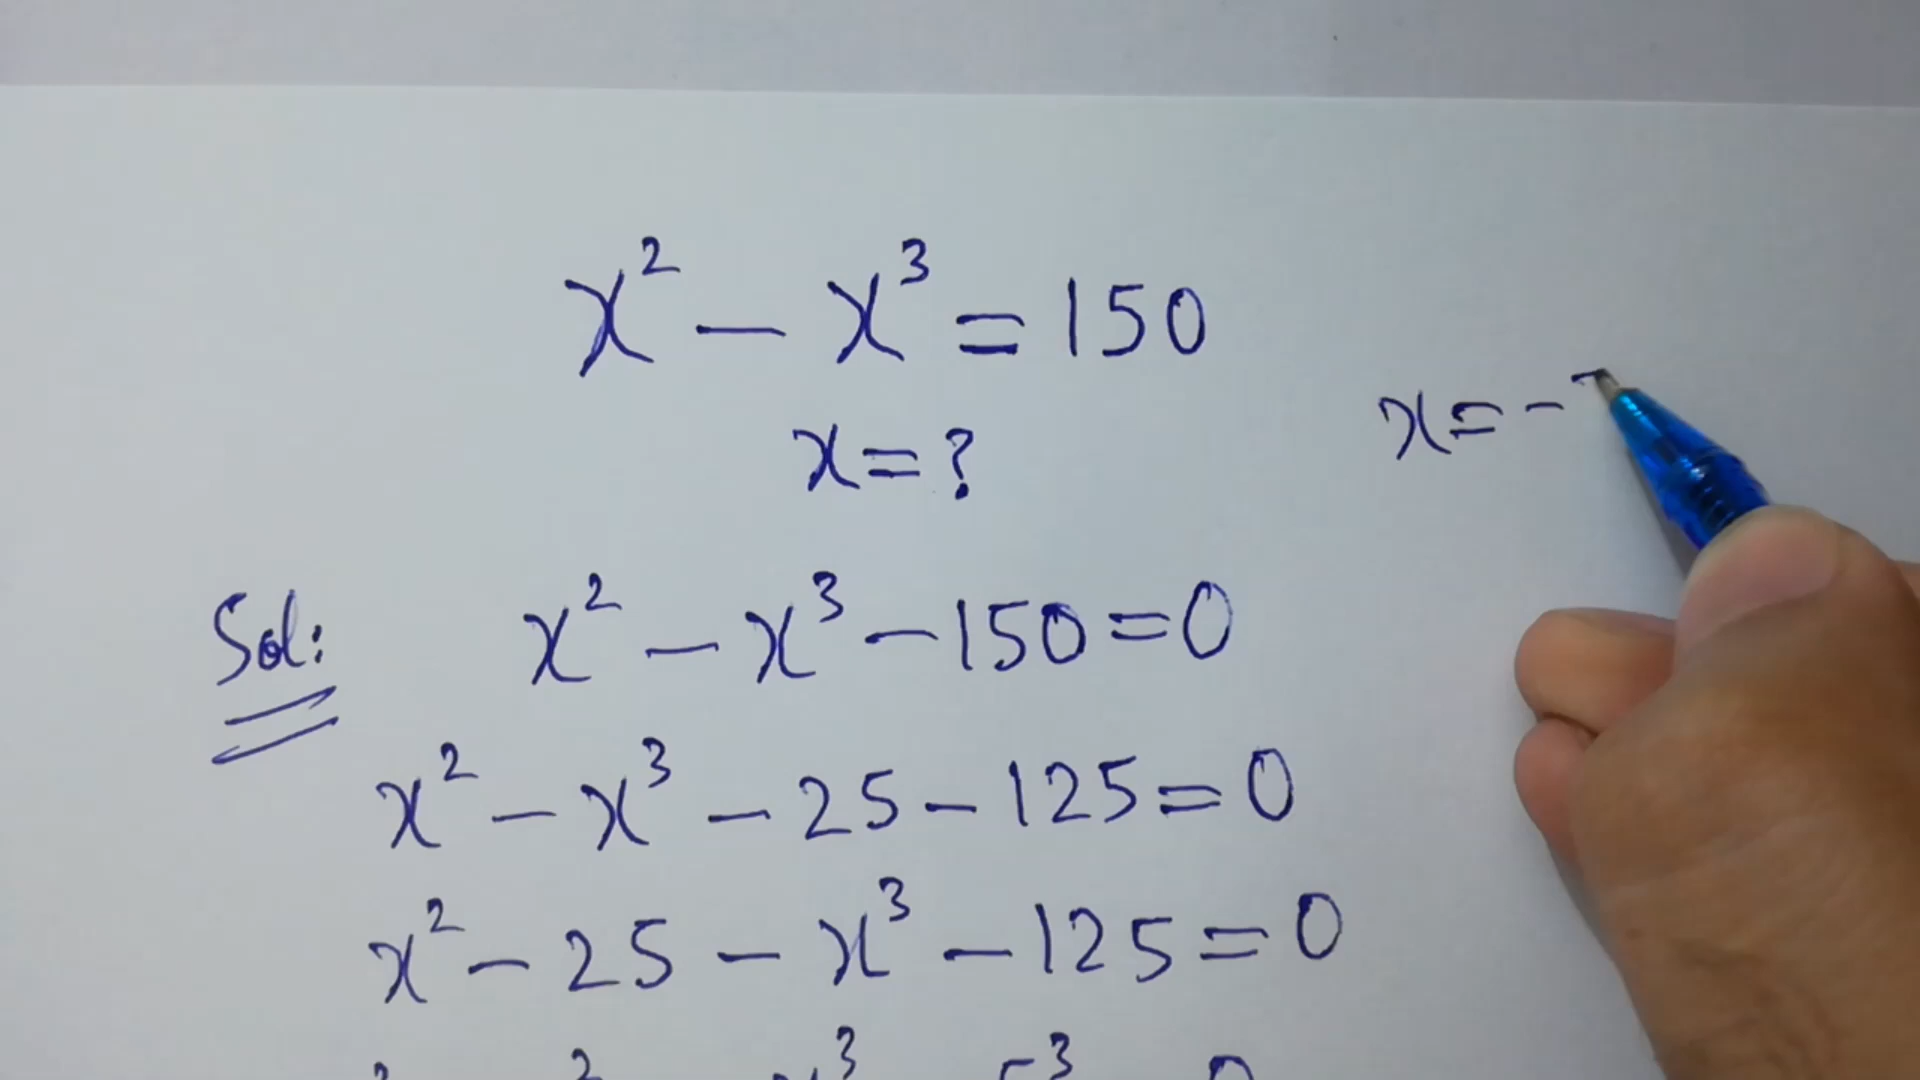 x² - x³ = 150
x = ?
x = -
Sol: x² - x³ - 150 = 0
x² - x³ - 25 - 125 = 0
x² - 25 - x³ - 125 = 0